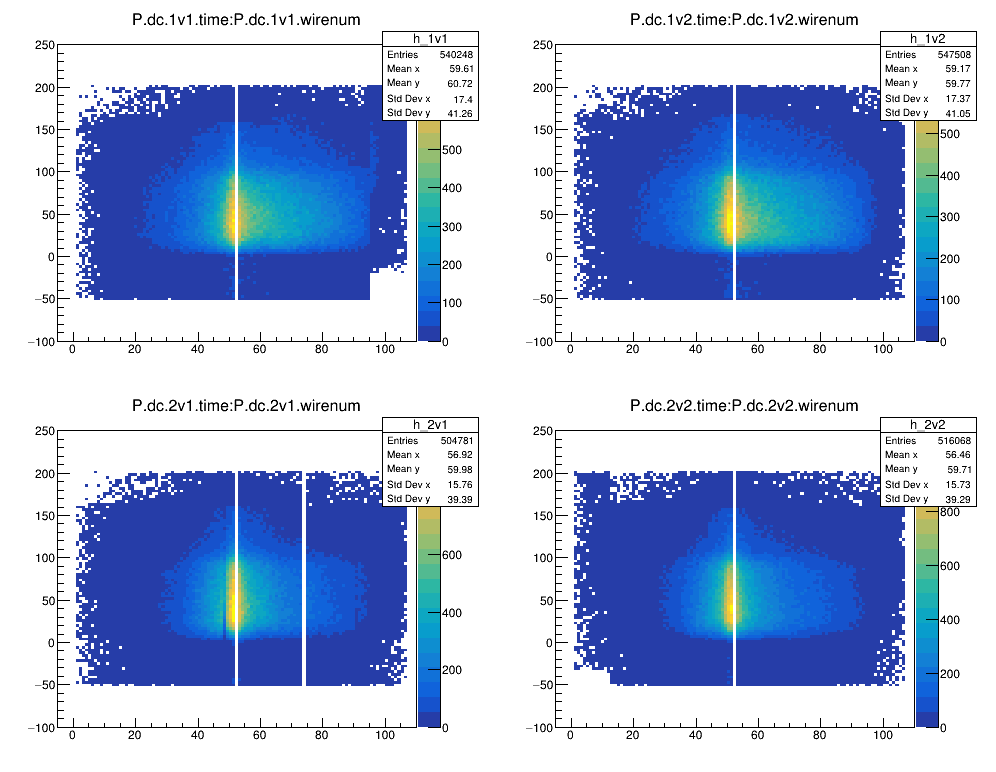 P.dc.1v1.time:P.dc.1v1.wirenum
h_1v1
Entries 540248
Mean x 59.61
Mean y 60.72
Std Dev x 17.4
Std Dev y 41.26
250
200
150
100
50
0
−50
−100
0 20 40 60 80 100
500
400
300
200
100
0
P.dc.1v2.time:P.dc.1v2.wirenum
h_1v2
Entries 547508
Mean x 59.17
Mean y 59.77
Std Dev x 17.37
Std Dev y 41.05
250
200
150
100
50
0
−50
−100
0 20 40 60 80 100
500
400
300
200
100
0
P.dc.2v1.time:P.dc.2v1.wirenum
h_2v1
Entries 504781
Mean x 56.92
Mean y 59.98
Std Dev x 15.76
Std Dev y 39.39
250
200
150
100
50
0
−50
−100
0 20 40 60 80 100
600
400
200
0
P.dc.2v2.time:P.dc.2v2.wirenum
h_2v2
Entries 516068
Mean x 56.46
Mean y 59.71
Std Dev x 15.73
Std Dev y 39.29
250
200
150
100
50
0
−50
−100
0 20 40 60 80 100
800
600
400
200
0